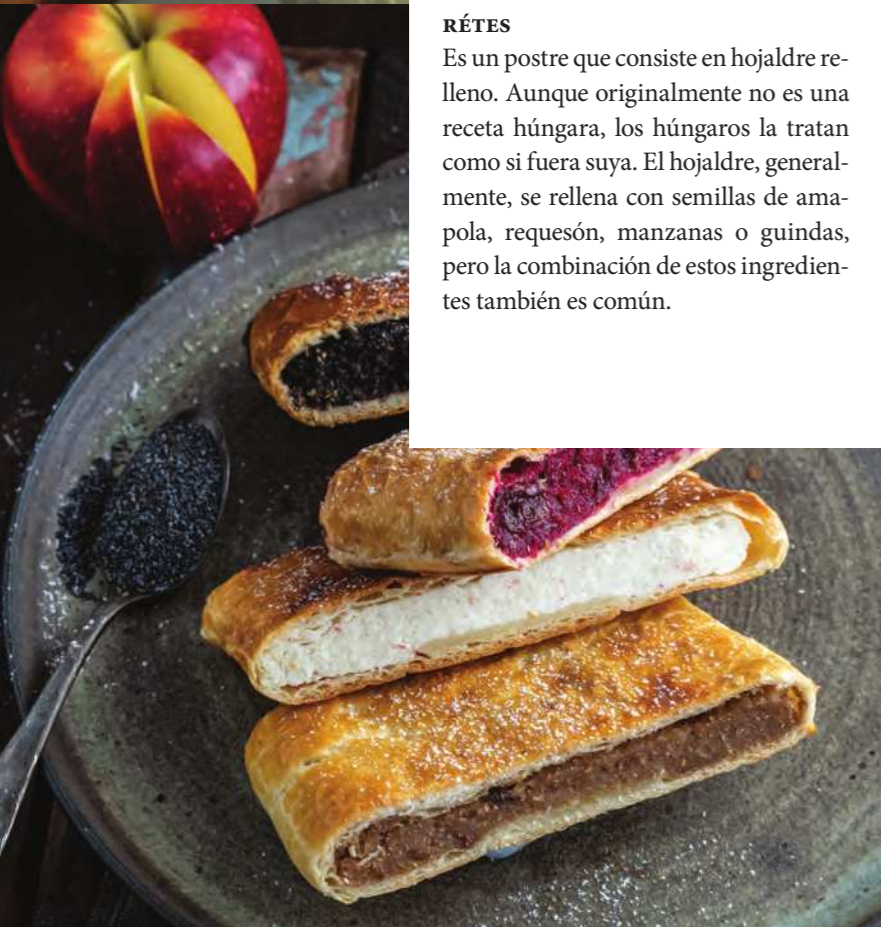 RÉTES
Es un postre que consiste en hojaldre re-
lleno. Aunque originalmente no es una
receta húngara, los húngaros la tratan
como si fuera suya. El hojaldre, general-
mente, se rellena con semillas de ama-
pola, requesón, manzanas o guindas,
pero la combinación de estos ingredien-
tes también es común.